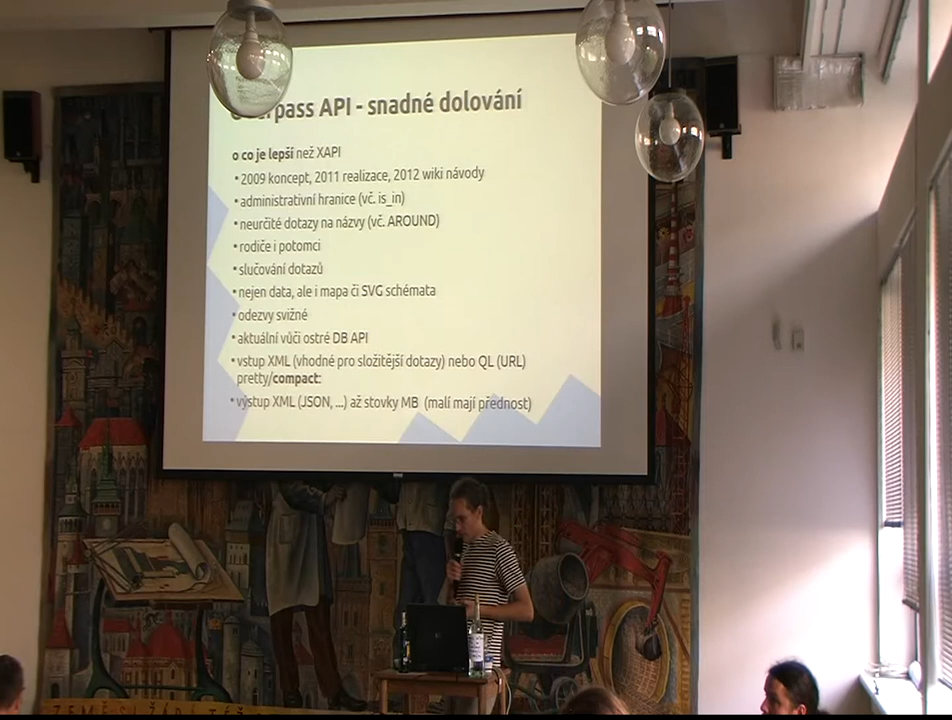 rpass API - snadné dolování
o co je lepší než XAPI
• 2009 koncept, 2011 realizace, 2012 wiki návody
• administrativní hranice (vč. is_in)
• neurčité dotazy na názvy (vč. AROUND)
• rodiče i potomci
• slučování dotazů
• nejen data, ale i mapa či SVG schémata
• odezvy svižné
• aktuální vůči ostré DB API
• vstup XML (vhodné pro složitější dotazy) nebo QL (URL)
pretty/compact:
• výstup XML (JSON, ...) až stovky MB (malí mají přednost)